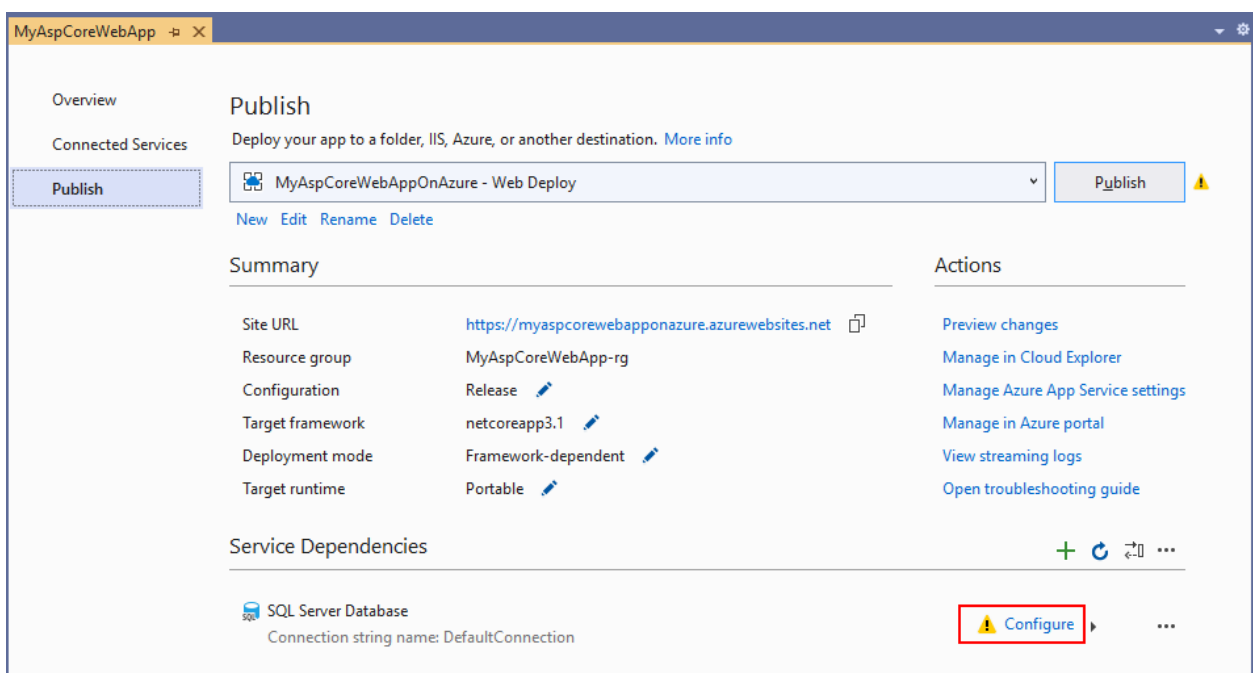 MyAspCoreWebApp
Overview
Connected Services
Publish
Publish
Deploy your app to a folder, IIS, Azure, or another destination. More info
MyAspCoreWebAppOnAzure - Web Deploy
Publish
New Edit Rename Delete
Summary
Site URL https://myaspcorewebapponazure.azurewebsites.net
Resource group MyAspCoreWebApp-rg
Configuration Release
Target framework netcoreapp3.1
Deployment mode Framework-dependent
Target runtime Portable
Actions
Preview changes
Manage in Cloud Explorer
Manage Azure App Service settings
Manage in Azure portal
View streaming logs
Open troubleshooting guide
Service Dependencies
SQL
SQL Server Database
Connection string name: DefaultConnection
Configure